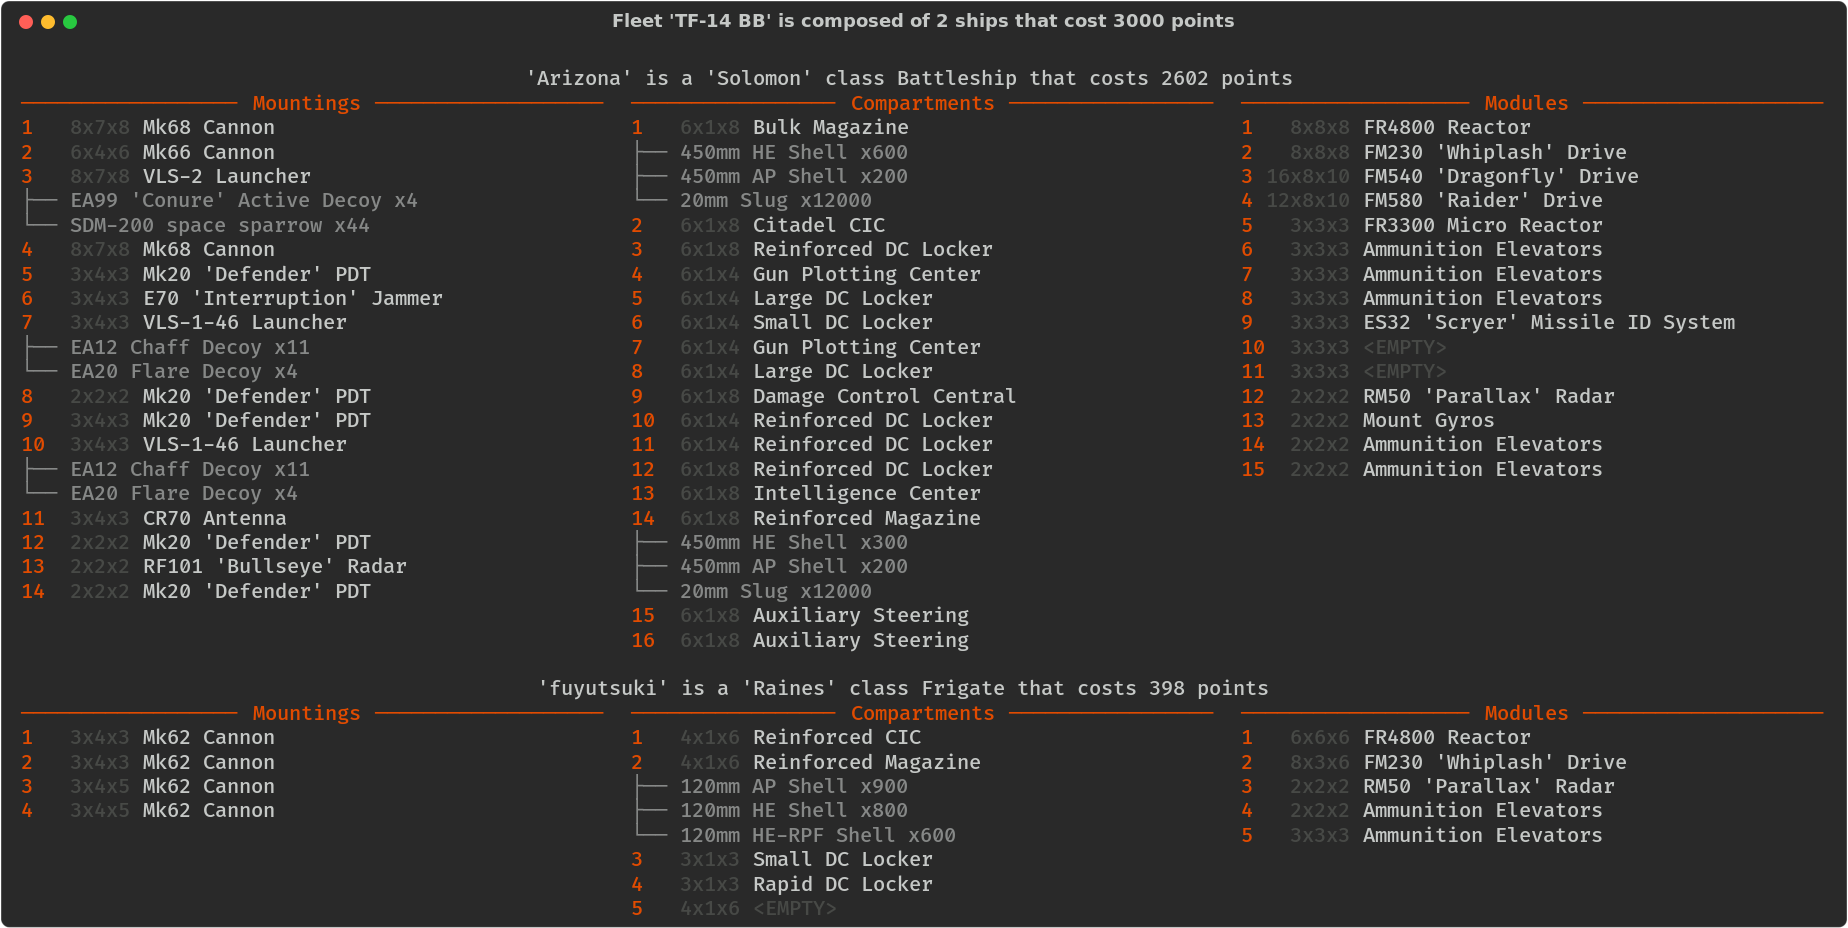 Fleet 'TF-14 BB' is composed of 2 ships that cost 3000 points
'Arizona' is a 'Solomon' class Battleship that costs 2602 points
Mountings
1 8x7x8 Mk68 Cannon
2 6x4x6 Mk66 Cannon
3 8x7x8 VLS-2 Launcher
EA99 'Conure' Active Decoy x4
SDM-200 space sparrow x44
4 8x7x8 Mk68 Cannon
5 3x4x3 Mk20 'Defender' PDT
6 3x4x3 E70 'Interruption' Jammer
7 3x4x3 VLS-1-46 Launcher
EA12 Chaff Decoy x11
EA20 Flare Decoy x4
8 2x2x2 Mk20 'Defender' PDT
9 3x4x3 Mk20 'Defender' PDT
10 3x4x3 VLS-1-46 Launcher
EA12 Chaff Decoy x11
EA20 Flare Decoy x4
11 3x4x3 CR70 Antenna
12 2x2x2 Mk20 'Defender' PDT
13 2x2x2 RF101 'Bullseye' Radar
14 2x2x2 Mk20 'Defender' PDT
Compartments
1 6x1x8 Bulk Magazine
450mm HE Shell x600
450mm AP Shell x200
20mm Slug x12000
2 6x1x8 Citadel CIC
3 6x1x8 Reinforced DC Locker
4 6x1x4 Gun Plotting Center
5 6x1x4 Large DC Locker
6 6x1x4 Small DC Locker
7 6x1x4 Gun Plotting Center
8 6x1x4 Large DC Locker
9 6x1x8 Damage Control Central
10 6x1x4 Reinforced DC Locker
11 6x1x4 Reinforced DC Locker
12 6x1x8 Reinforced DC Locker
13 6x1x8 Intelligence Center
14 6x1x8 Reinforced Magazine
450mm HE Shell x300
450mm AP Shell x200
20mm Slug x12000
15 6x1x8 Auxiliary Steering
16 6x1x8 Auxiliary Steering
Modules
1 8x8x8 FR4800 Reactor
2 8x8x8 FM230 'Whiplash' Drive
3 16x8x10 FM540 'Dragonfly' Drive
4 12x8x10 FM580 'Raider' Drive
5 3x3x3 FR3300 Micro Reactor
6 3x3x3 Ammunition Elevators
7 3x3x3 Ammunition Elevators
8 3x3x3 Ammunition Elevators
9 3x3x3 ES32 'Scryer' Missile ID System
10 3x3x3 <EMPTY>
11 3x3x3 <EMPTY>
12 2x2x2 RM50 'Parallax' Radar
13 2x2x2 Mount Gyros
14 2x2x2 Ammunition Elevators
15 2x2x2 Ammunition Elevators
'fuyutsuki' is a 'Raines' class Frigate that costs 398 points
Mountings
1 3x4x3 Mk62 Cannon
2 3x4x3 Mk62 Cannon
3 3x4x5 Mk62 Cannon
4 3x4x5 Mk62 Cannon
Compartments
1 4x1x6 Reinforced CIC
2 4x1x6 Reinforced Magazine
120mm AP Shell x900
120mm HE Shell x800
120mm HE-RPF Shell x600
3 3x1x3 Small DC Locker
4 3x1x3 Rapid DC Locker
5 4x1x6 <EMPTY>
Modules
1 6x6x6 FR4800 Reactor
2 8x3x6 FM230 'Whiplash' Drive
3 2x2x2 RM50 'Parallax' Radar
4 2x2x2 Ammunition Elevators
5 3x3x3 Ammunition Elevators